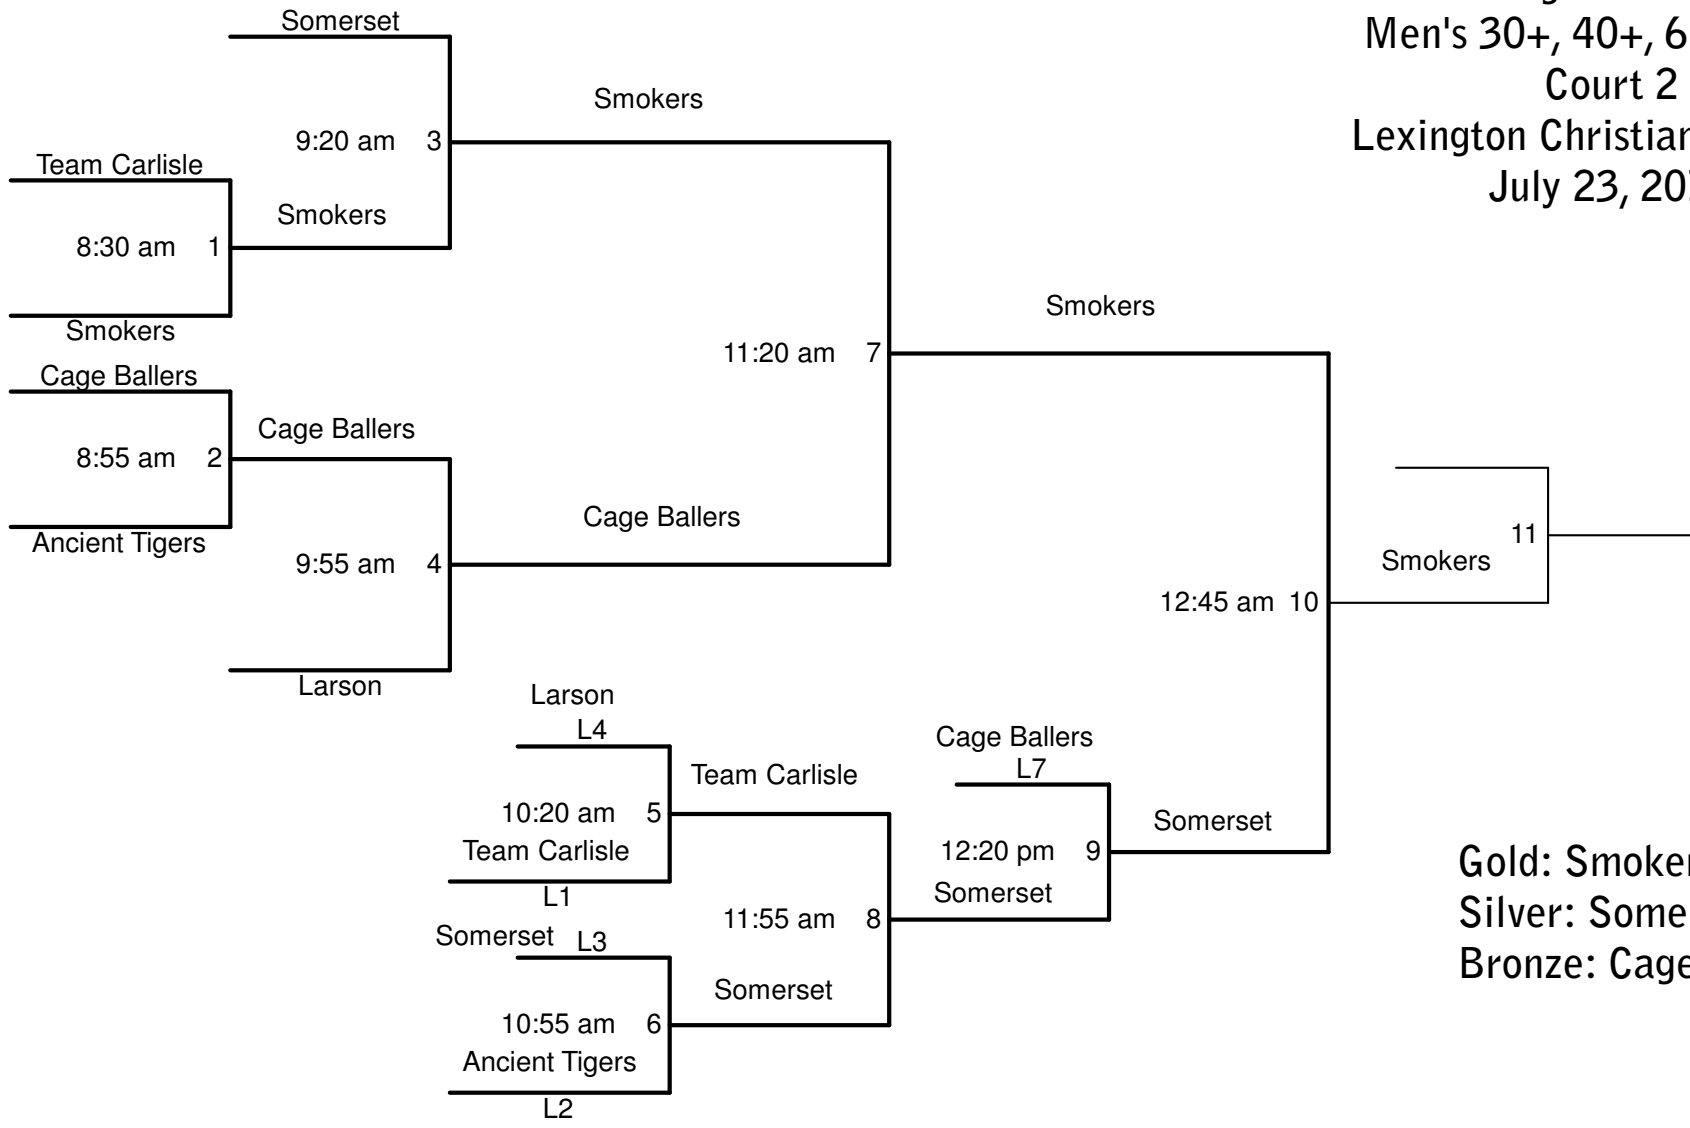 Men's 30+, 40+, 6
Court 2
Lexington Christian
July 23, 20
Somerset
Smokers
9:20 am 3
Team Carlisle
Smokers
8:30 am 1
Smokers
Cage Ballers
Smokers
11:20 am 7
Cage Ballers
8:55 am 2
Ancient Tigers
Cage Ballers
9:55 am 4
Smokers
11
12:45 am 10
Larson
Larson
L4
Cage Ballers
L7
Team Carlisle
10:20 am 5
Team Carlisle
L1
Somerset
12:20 pm 9
Somerset
11:55 am 8
Somerset L3
Somerset
10:55 am 6
Ancient Tigers
L2
Gold: Smoker
Silver: Some
Bronze: Cage